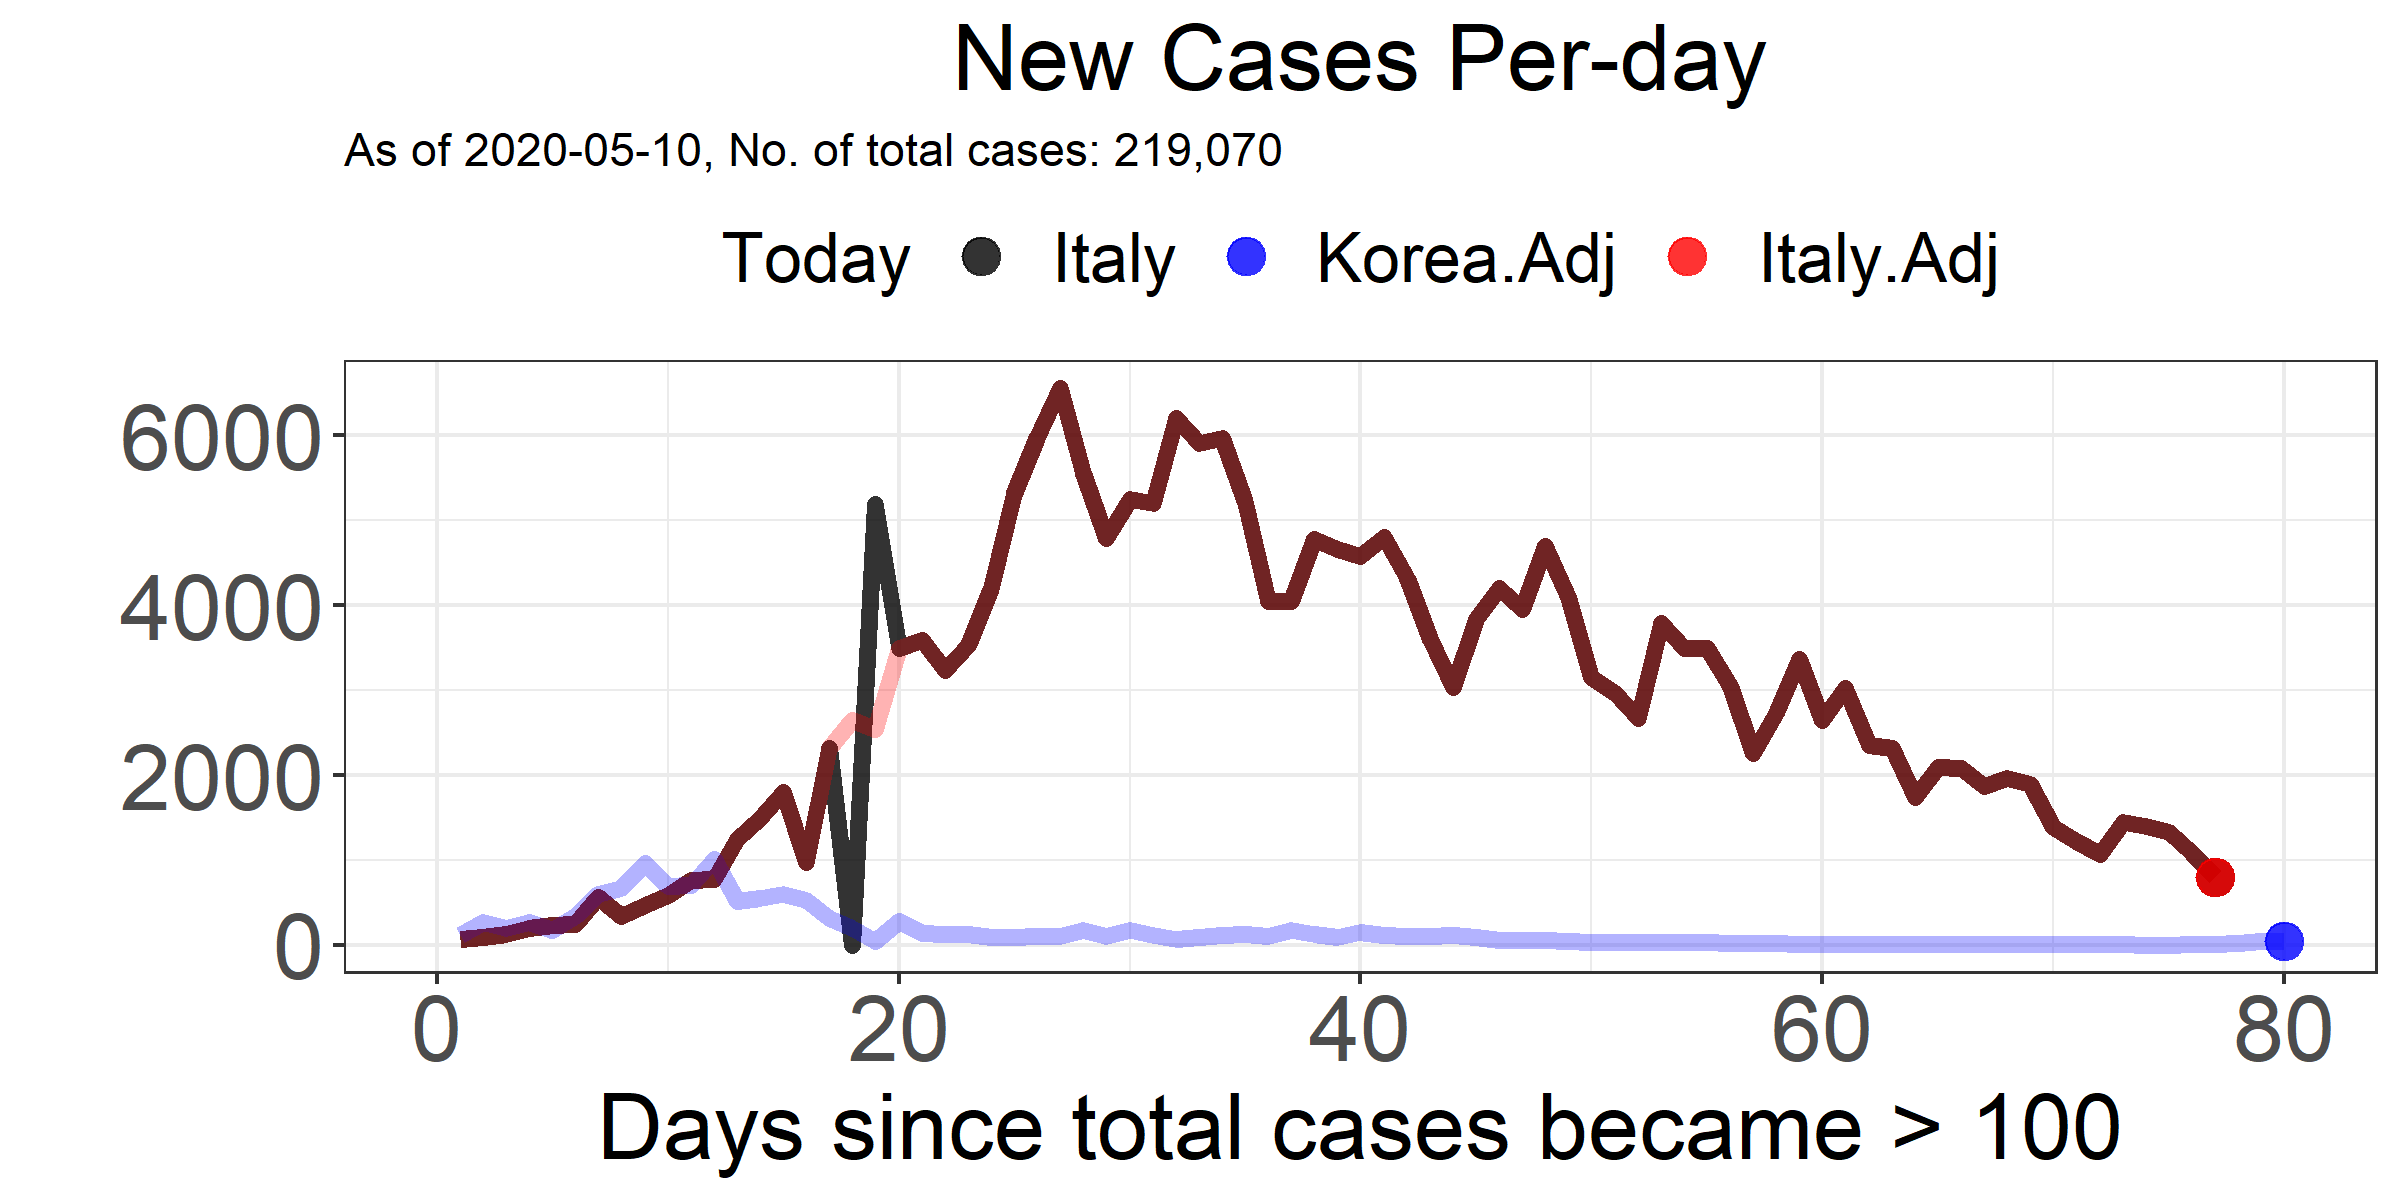 New Cases Per-day
As of 2020-05-10, No. of total cases: 219,070
Today Italy Korea.Adj Italy.Adj
6000
4000
2000
0
0 20 40 60 80
Days since total cases became > 100